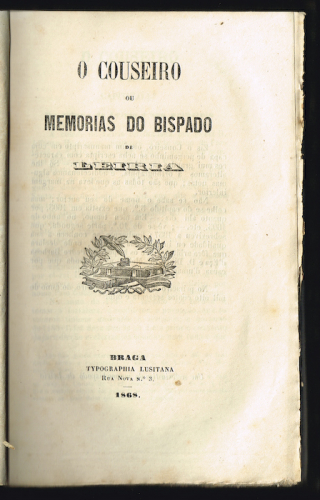 O COUSEIRO
OU
MEMORIAS DO BISPADO
DE
LEIRIA
BRAGA
TYPOGRAPHIA LUSITANA
RUA NOVA N.º 3.
1868.